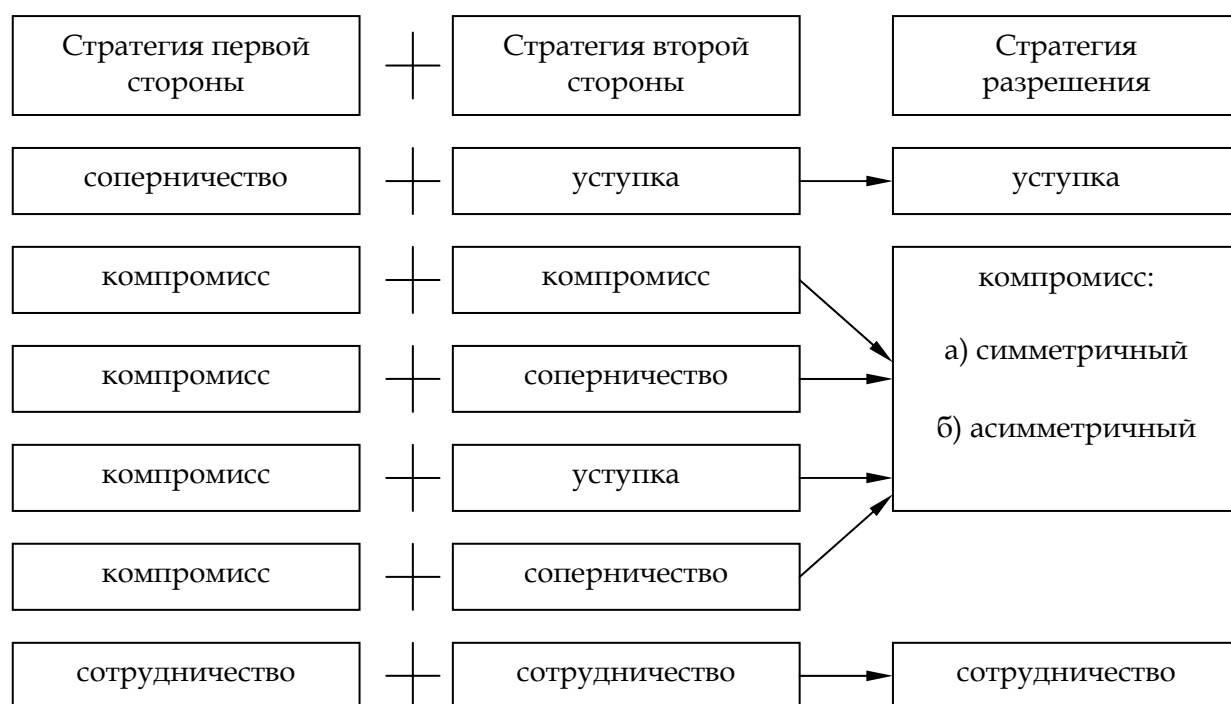 Стратегия первой
стороны
Стратегия второй
стороны
Стратегия
разрешения
соперничество
уступка
уступка
компромисс
компромисс
компромисс:
а) симметричный
б) асимметричный
компромисс
соперничество
компромисс
уступка
компромисс
соперничество
сотрудничество
сотрудничество
сотрудничество